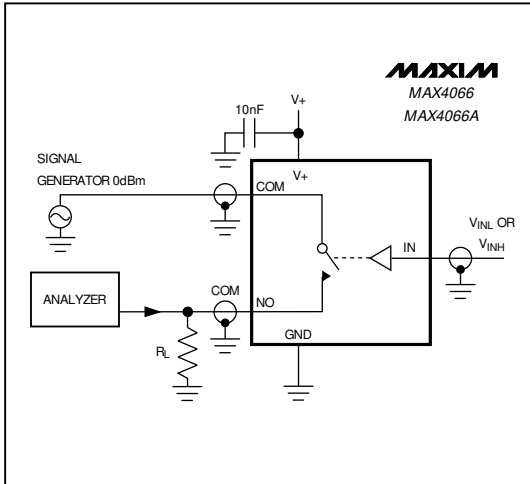 MAXIM
MAX4066
MAX4066A
10nF
V+
SIGNAL
GENERATOR 0dBm
COM
V+
IN
VINL OR
VINH
ANALYZER
COM
NO
RL
GND